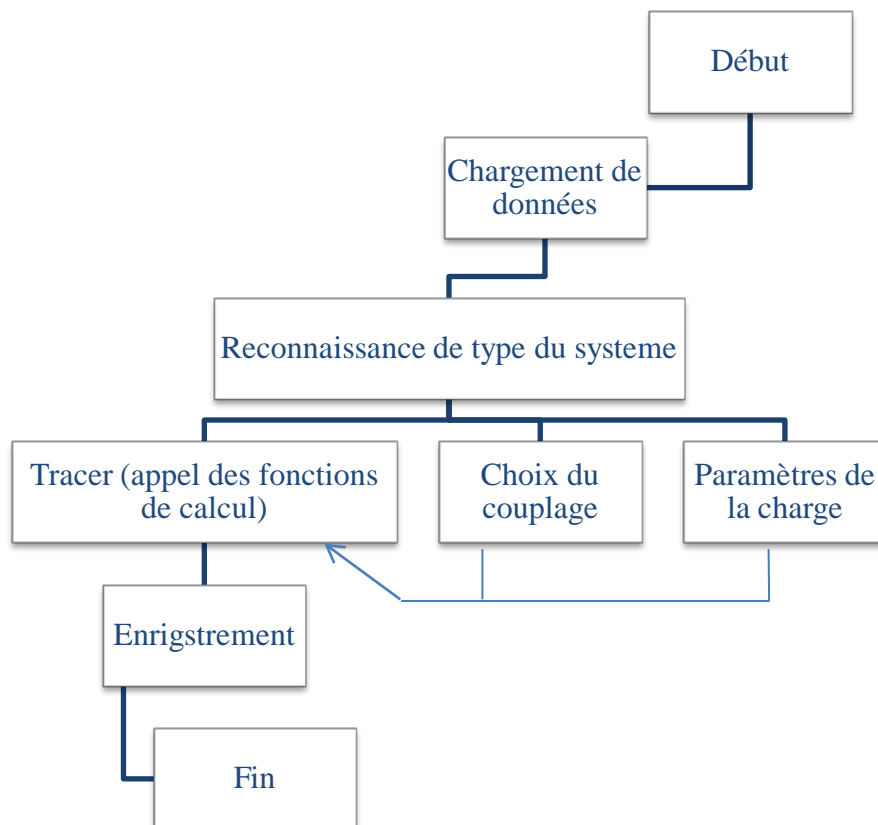 Début
Chargement de
données
Reconnaissance de type du systeme
Tracer (appel des fonctions
de calcul)
Choix du
couplage
Paramètres de
la charge
Enrigstrement
Fin